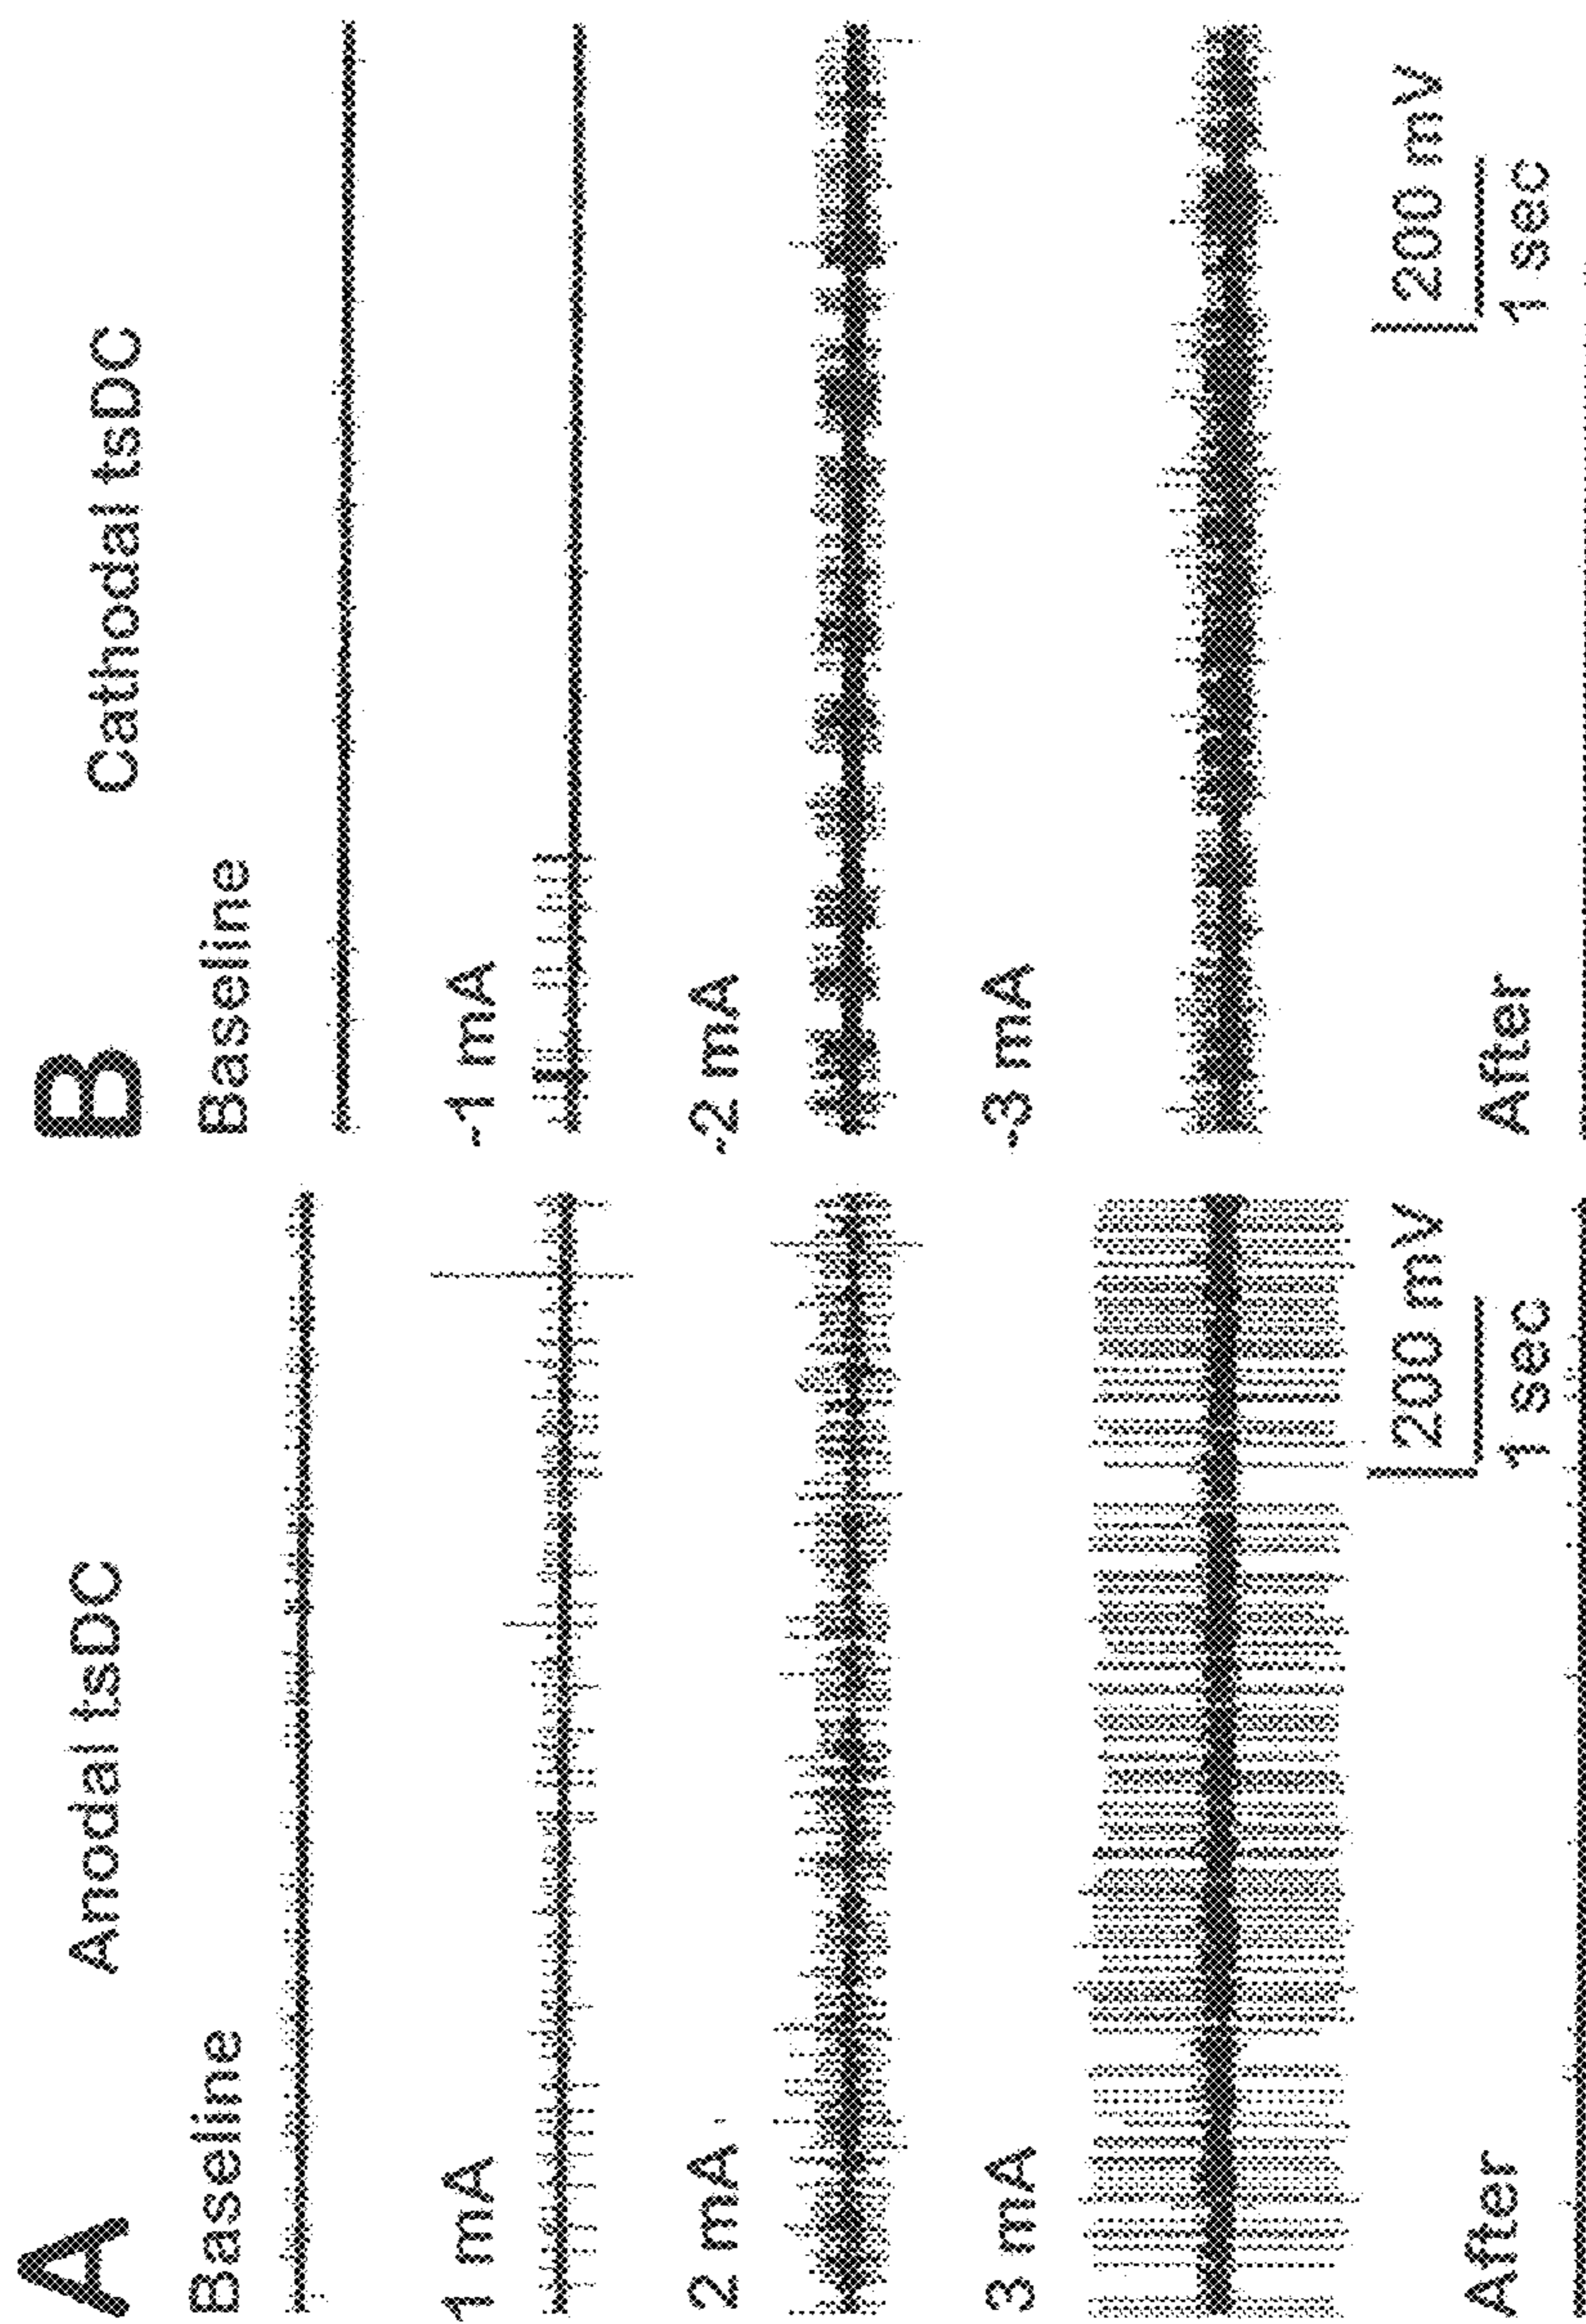 A
Anodal tsDC
Baseline
1 mA
2 mA
3 mA
200 mV
1 sec
After
B
Cathodal tsDC
Baseline
-1 mA
-2 mA
-3 mA
200 mV
1 sec
After